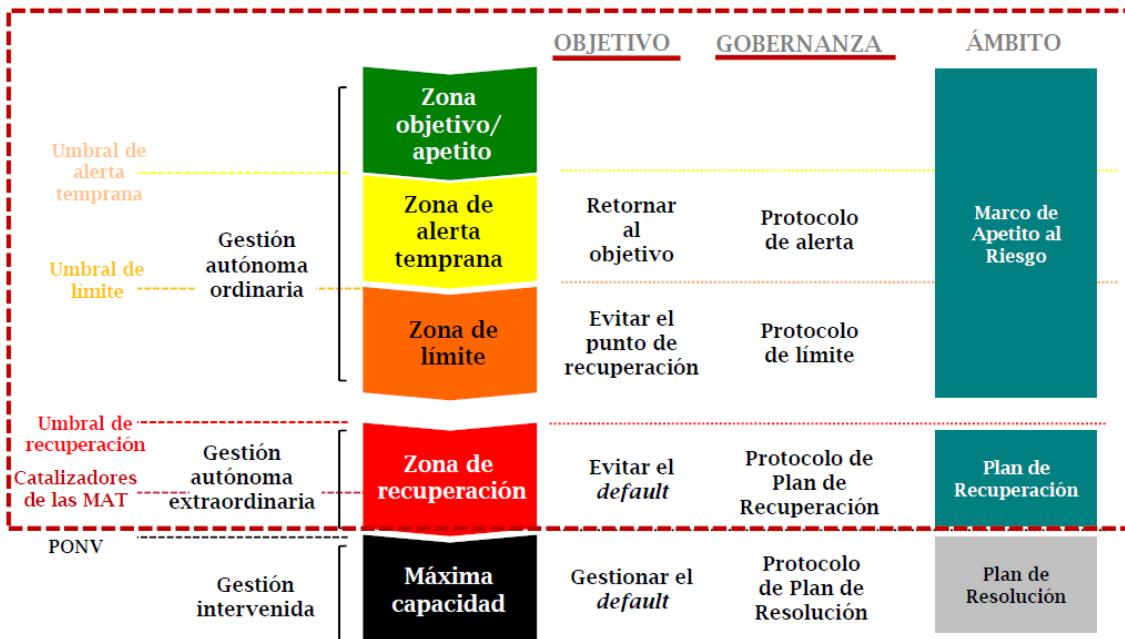 OBJETIVO
GOBERNANZA
ÁMBITO
Zona
objetivo/
apetito
Umbral de
alerta
temprana
Zona de
alerta
temprana
Retornar
al
objetivo
Protocolo
de alerta
Marco de
Apetito al
Riesgo
Gestión
autónoma
ordinaria
Umbral de
límite
Zona de
límite
Evitar el
punto de
recuperación
Protocolo
de límite
Umbral de
recuperación
Catalizadores
de las MAT
Gestión
autónoma
extraordinaria
Zona de
recuperación
Evitar el
default
Protocolo de
Plan de
Recuperación
Plan de
Recuperación
PONV
Gestión
intervenida
Máxima
capacidad
Gestionar el
default
Protocolo
de Plan de
Resolución
Plan de
Resolución